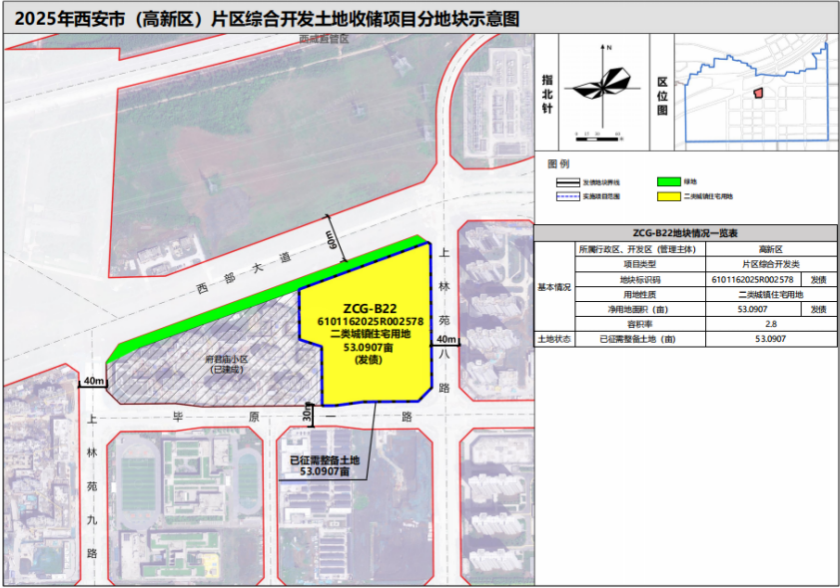 2025年西安市（高新区）片区综合开发土地收储项目分地块示意图
西咸直管区
指北针
N
区位图
图 例
发债地块界线
绿地
实施项目范围
二类城镇住宅用地
60m
西部大道
ZCG-B22
6101162025R002578
二类城镇住宅用地
53.0907亩
(发债)
府君庙小区
(已建成)
40m
40m
30m
上林苑八路
毕原一路
上林苑九路
已征需整备土地
53.0907亩
ZCG-B22地块情况一览表
基本情况
所属行政区、开发区（管理主体） 高新区
项目类型 片区综合开发类
地块标识码 6101162025R002578 发债
用地性质 二类城镇住宅用地
净用地面积（亩） 53.0907 发债
容积率 2.8
土地状态 已征需整备土地（亩） 53.0907